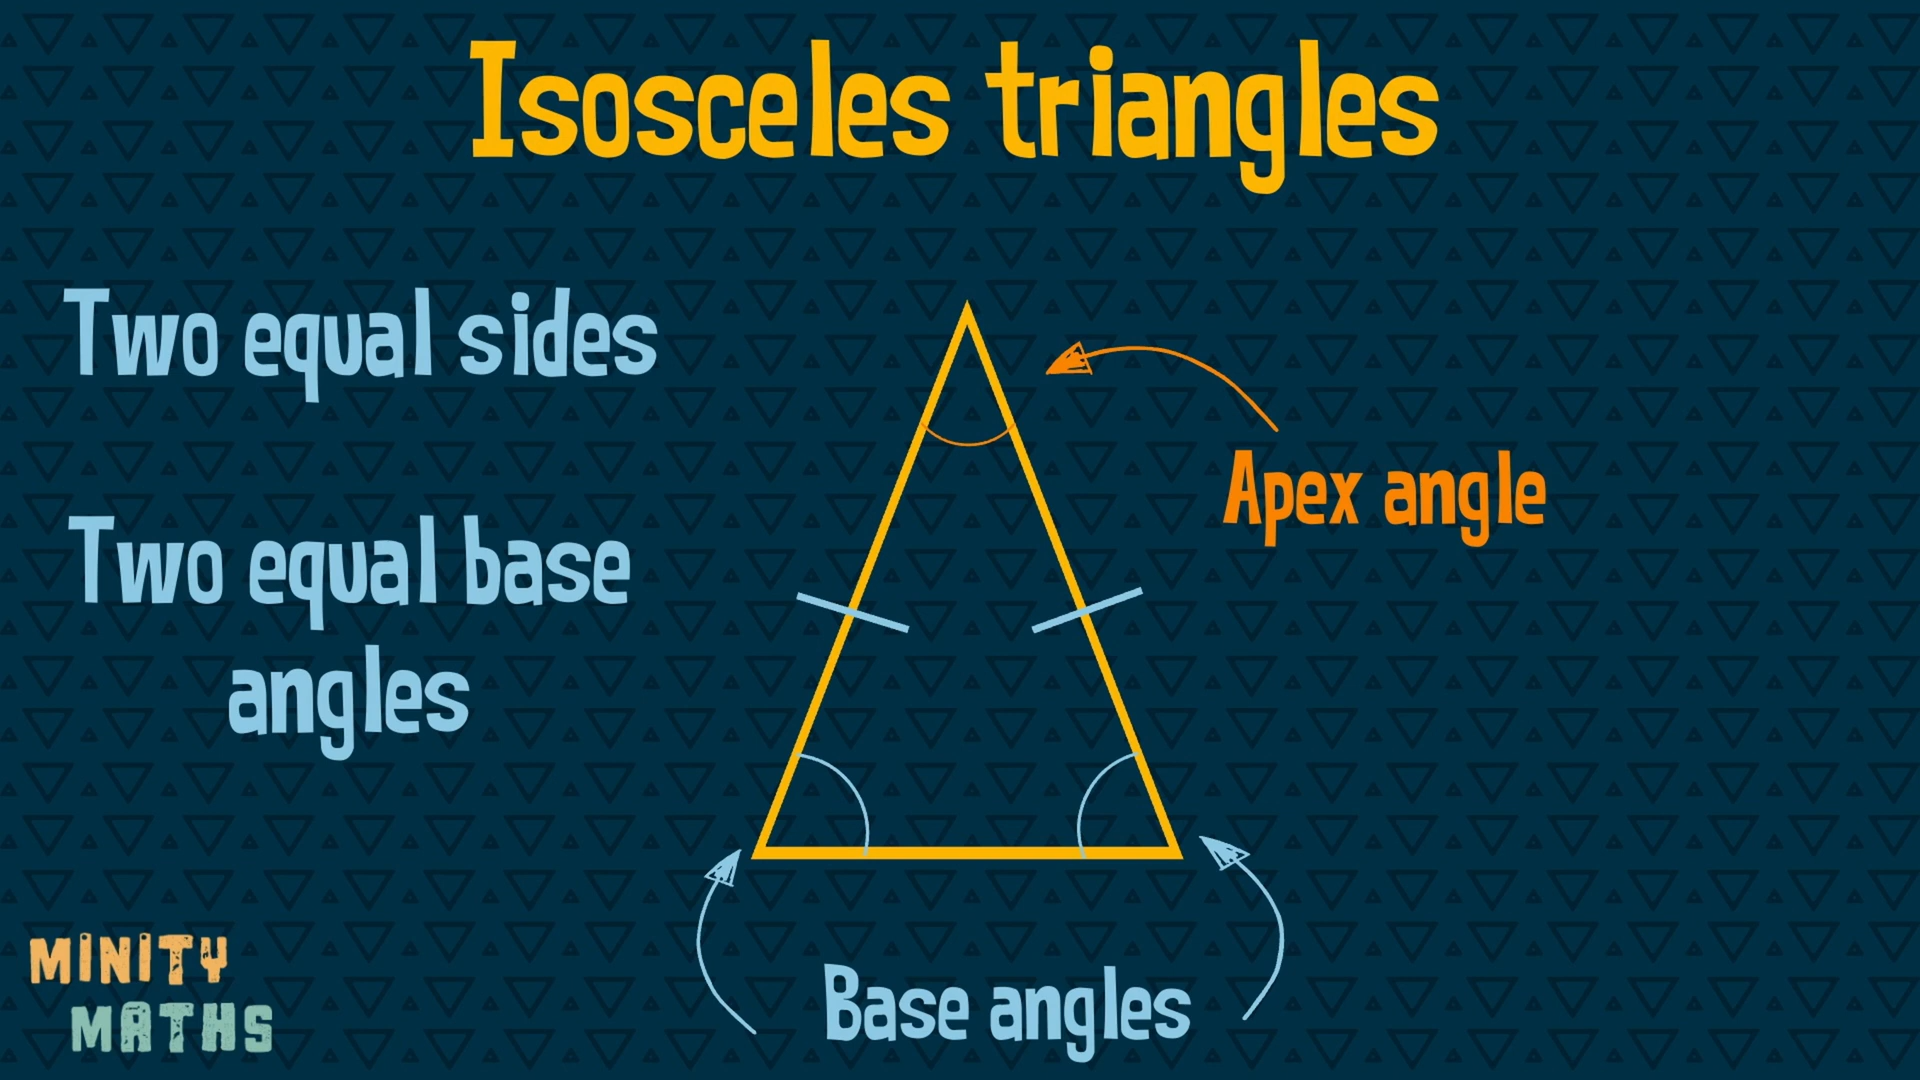 Isosceles triangles
Two equal sides
Apex angle
Two equal base
angles
Base angles
MINITY
MATHS